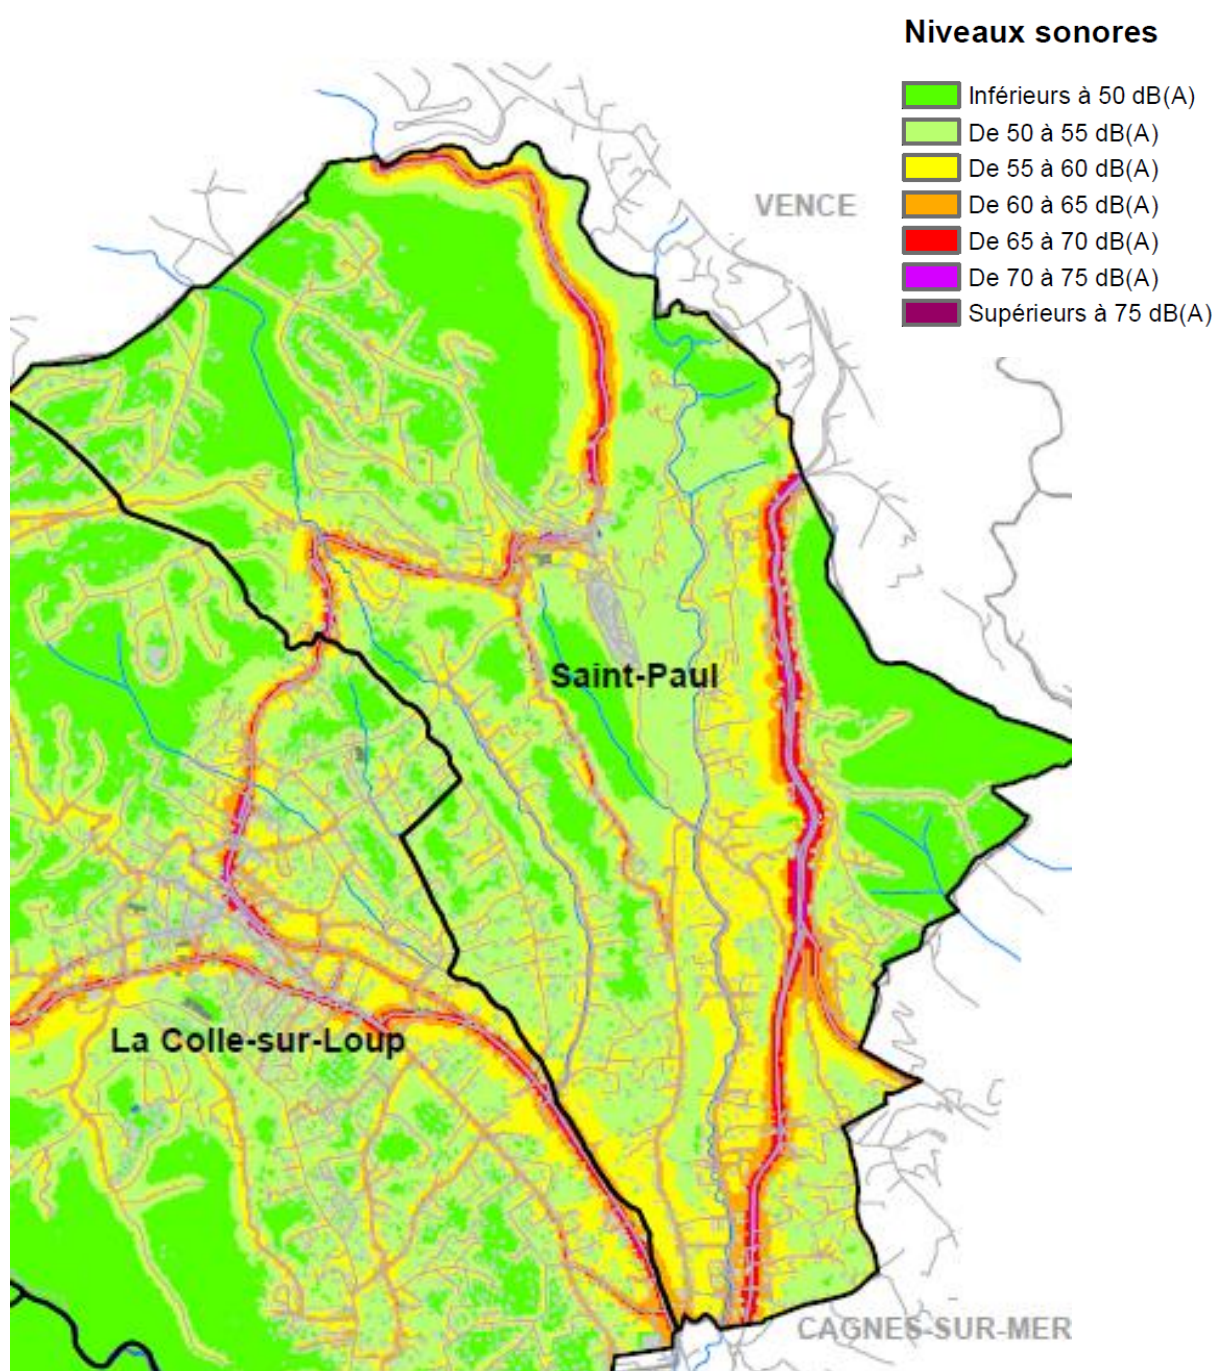 Niveaux sonores
Inférieurs à 50 dB(A)
De 50 à 55 dB(A)
De 55 à 60 dB(A)
De 60 à 65 dB(A)
De 65 à 70 dB(A)
De 70 à 75 dB(A)
Supérieurs à 75 dB(A)
VENCE
Saint-Paul
La Colle-sur-Loup
CAGNES-SUR-MER